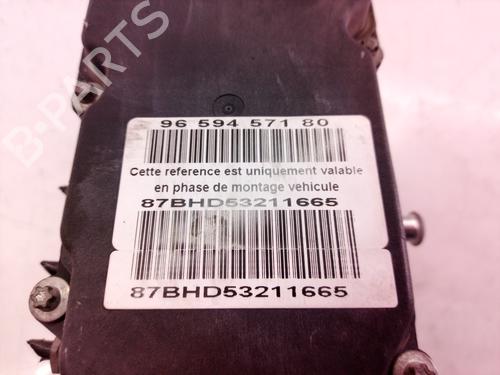 B-PARTS
96 594 571 80
Cette reference est uniquement valable
en phase de montage vehicule
87BHD53211665
87BHD53211665